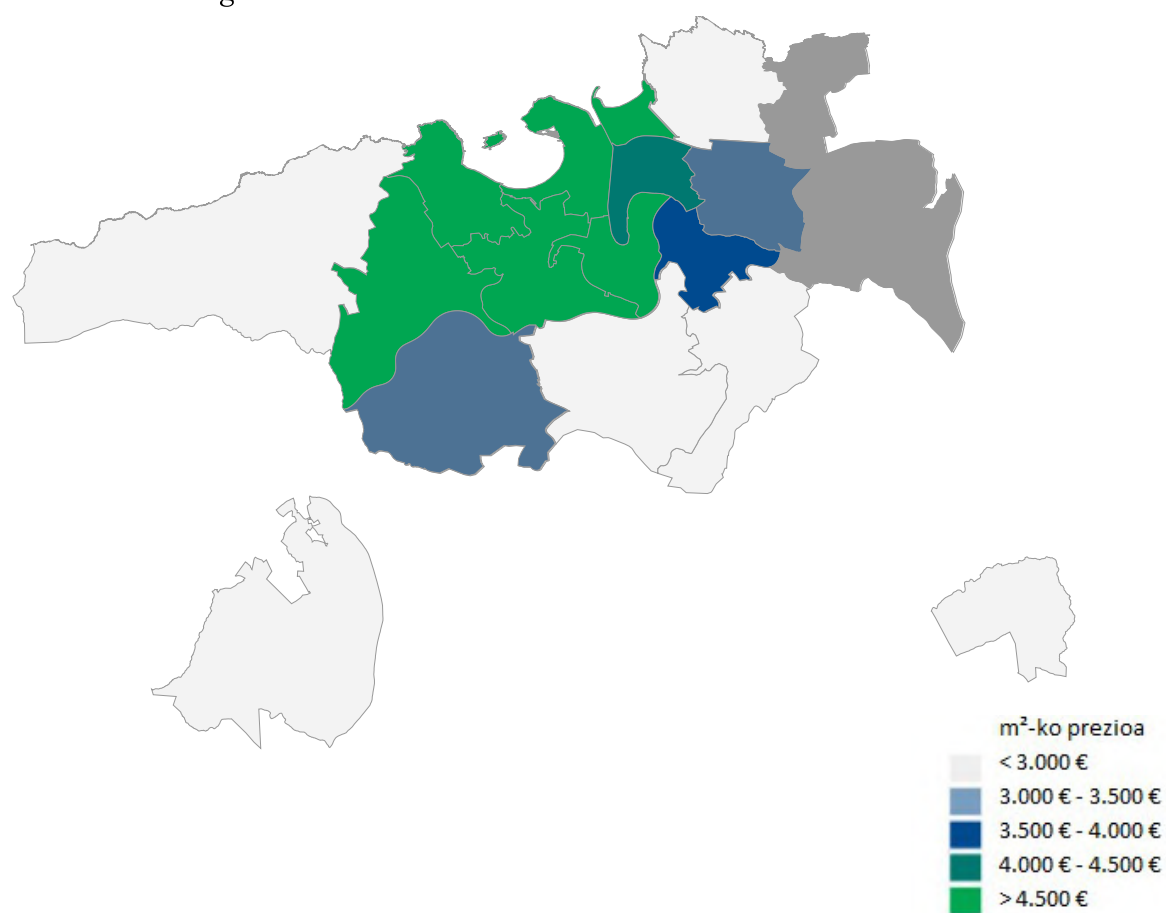 m²-ko prezioa
< 3.000 €
3.000 € - 3.500 €
3.500 € - 4.000 €
4.000 € - 4.500 €
> 4.500 €